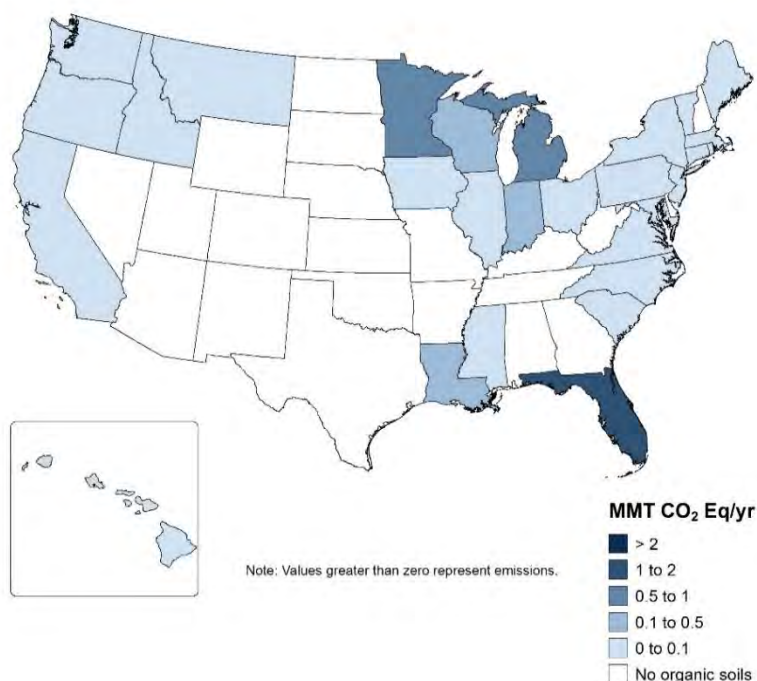 Note: Values greater than zero represent emissions.
MMT CO₂ Eq/yr
> 2
1 to 2
0.5 to 1
0.1 to 0.5
0 to 0.1
No organic soils